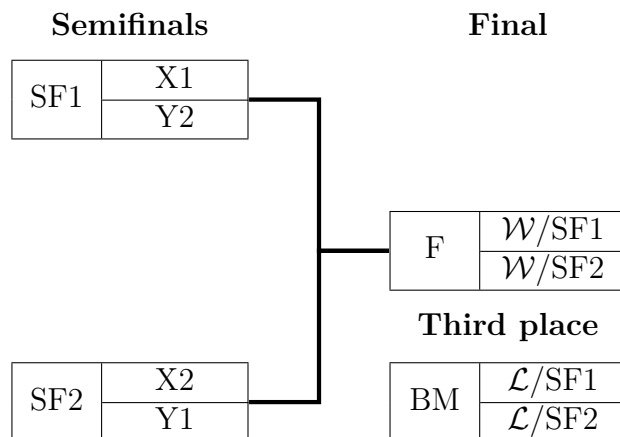 Semifinals
SF1
X1
Y2
SF2
X2
Y1
Final
F
𝒲/SF1
𝒲/SF2
Third place
BM
ℒ/SF1
ℒ/SF2